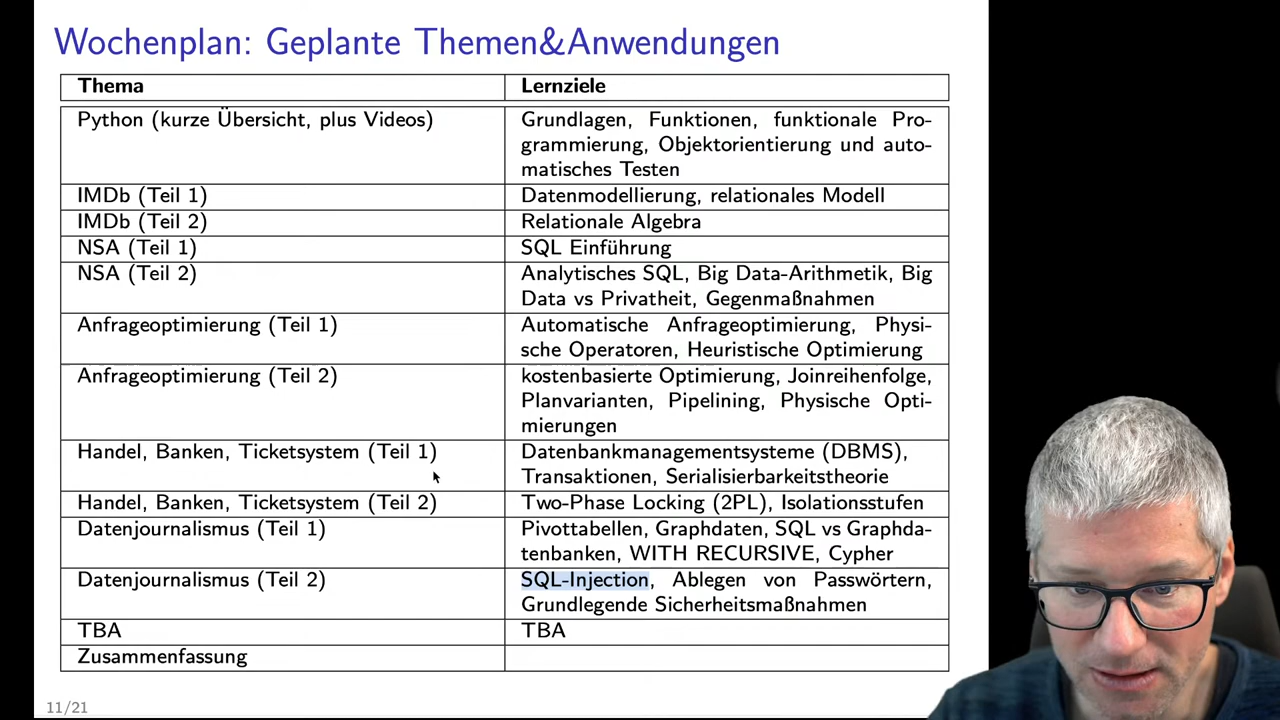 Wochenplan: Geplante Themen&Anwendungen
Thema Lernziele
Python (kurze Übersicht, plus Videos) Grundlagen, Funktionen, funktionale Pro-
grammierung, Objektorientierung und auto-
matisches Testen
IMDb (Teil 1) Datenmodellierung, relationales Modell
IMDb (Teil 2) Relationale Algebra
NSA (Teil 1) SQL Einführung
NSA (Teil 2) Analytisches SQL, Big Data-Arithmetik, Big
Data vs Privatheit, Gegenmaßnahmen
Anfrageoptimierung (Teil 1) Automatische Anfrageoptimierung, Physi-
sche Operatoren, Heuristische Optimierung
Anfrageoptimierung (Teil 2) kostenbasierte Optimierung, Joinreihenfolge,
Planvarianten, Pipelining, Physische Opti-
mierungen
Handel, Banken, Ticketsystem (Teil 1) Datenbankmanagementsysteme (DBMS),
Transaktionen, Serialisierbarkeitstheorie
Handel, Banken, Ticketsystem (Teil 2) Two-Phase Locking (2PL), Isolationsstufen
Datenjournalismus (Teil 1) Pivottabellen, Graphdaten, SQL vs Graphda-
tenbanken, WITH RECURSIVE, Cypher
Datenjournalismus (Teil 2) SQL-Injection, Ablegen von Passwörtern,
Grundlegende Sicherheitsmaßnahmen
TBA TBA
Zusammenfassung
11/21